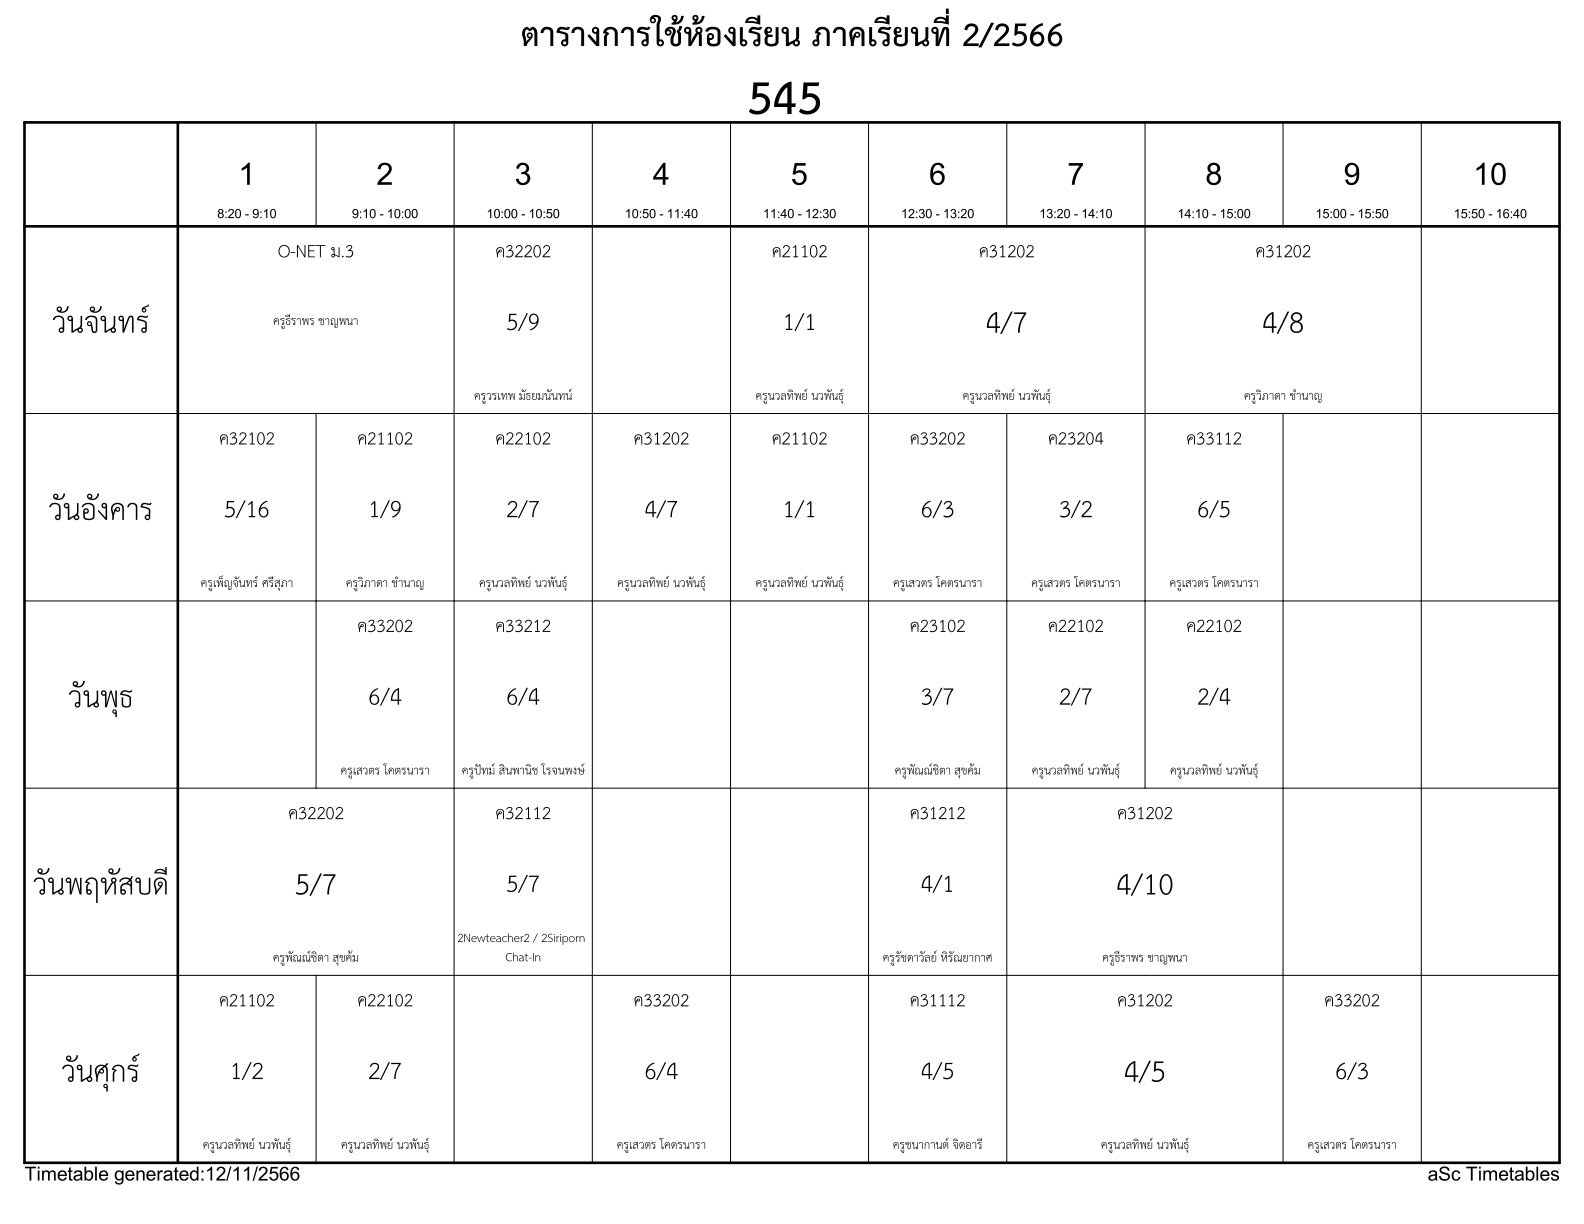 ตารางการใช้ห้องเรียน ภาคเรียนที่ 2/2566
545
1 2 3 4 5 6 7 8 9 10
8:20 - 9:10 9:10 - 10:00 10:00 - 10:50 10:50 - 11:40 11:40 - 12:30 12:30 - 13:20 13:20 - 14:10 14:10 - 15:00 15:00 - 15:50 15:50 - 16:40
O-NET ม.3 ค32202 ค21102 ค31202 ค31202
วันจันทร์ ครูธีราพร ชาญพนา 5/9 1/1 4/7 4/8
ครูวรเทพ มัธยมนันทน์ ครูนวลทิพย์ นวพันธุ์ ครูนวลทิพย์ นวพันธุ์ ครูวิภาดา ชำนาญ
ค32102 ค21102 ค22102 ค31202 ค21102 ค33202 ค23204 ค33112
วันอังคาร 5/16 1/9 2/7 4/7 1/1 6/3 3/2 6/5
ครูเพ็ญจันทร์ ศรีสุภา ครูวิภาดา ชำนาญ ครูนวลทิพย์ นวพันธุ์ ครูนวลทิพย์ นวพันธุ์ ครูนวลทิพย์ นวพันธุ์ ครูเสวตร โคตรนารา ครูเสวตร โคตรนารา ครูเสวตร โคตรนารา
ค33202 ค33212 ค23102 ค22102 ค22102
วันพุธ 6/4 6/4 3/7 2/7 2/4
ครูเสวตร โคตรนารา ครูปัทม์ สินพานิช โรจนพงษ์ ครูพัณณ์ชิตา สุขค้ม ครูนวลทิพย์ นวพันธุ์ ครูนวลทิพย์ นวพันธุ์
ค32202 ค32112 ค31212 ค31202
วันพฤหัสบดี 5/7 5/7 4/1 4/10
2Newteacher2 / 2Siriporn
ครูพัณณ์ชิตา สุขค้ม Chat-In ครูรัชดาวัลย์ หิรัณยากาศ ครูธีราพร ชาญพนา
ค21102 ค22102 ค33202 ค31112 ค31202 ค33202
วันศุกร์ 1/2 2/7 6/4 4/5 4/5 6/3
ครูนวลทิพย์ นวพันธุ์ ครูนวลทิพย์ นวพันธุ์ ครูเสวตร โคตรนารา ครูชนากานต์ จิตอารี ครูนวลทิพย์ นวพันธุ์ ครูเสวตร โคตรนารา
Timetable generated:12/11/2566 aSc Timetables